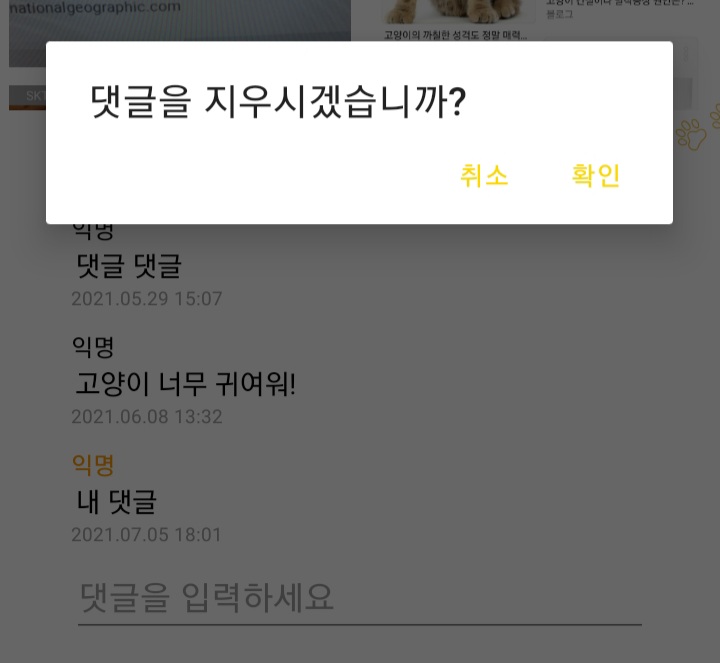 nationalgeographic.com
고양이의 까칠한 성격도 정말 매력...
블로그
SKT
댓글을 지우시겠습니까?
취소 확인
익명
댓글 댓글
2021.05.29 15:07
익명
고양이 너무 귀여워!
2021.06.08 13:32
익명
내 댓글
2021.07.05 18:01
댓글을 입력하세요